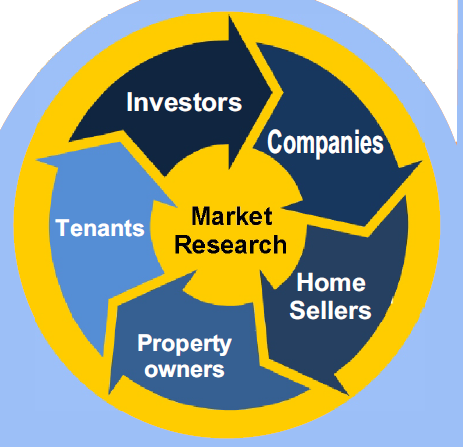 Investors
Companies
Home
Sellers
Property
owners
Tenants
Market
Research